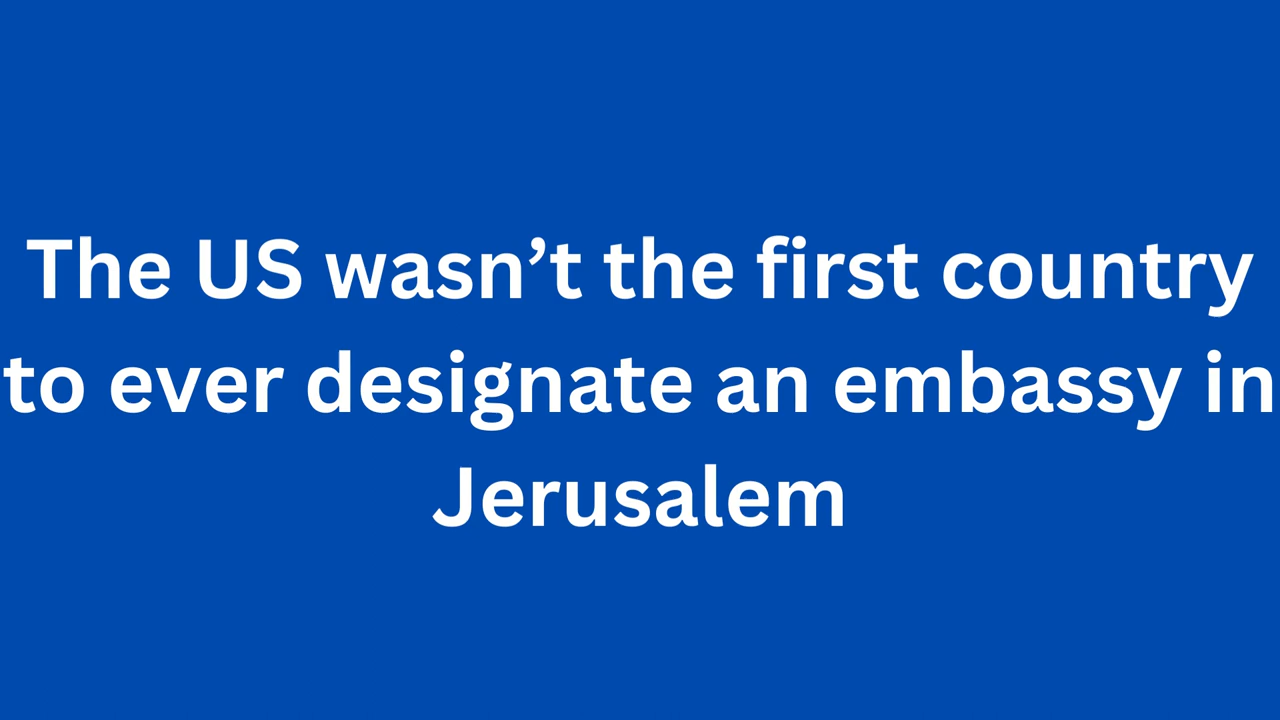 The US wasn’t the first country
to ever designate an embassy in
Jerusalem